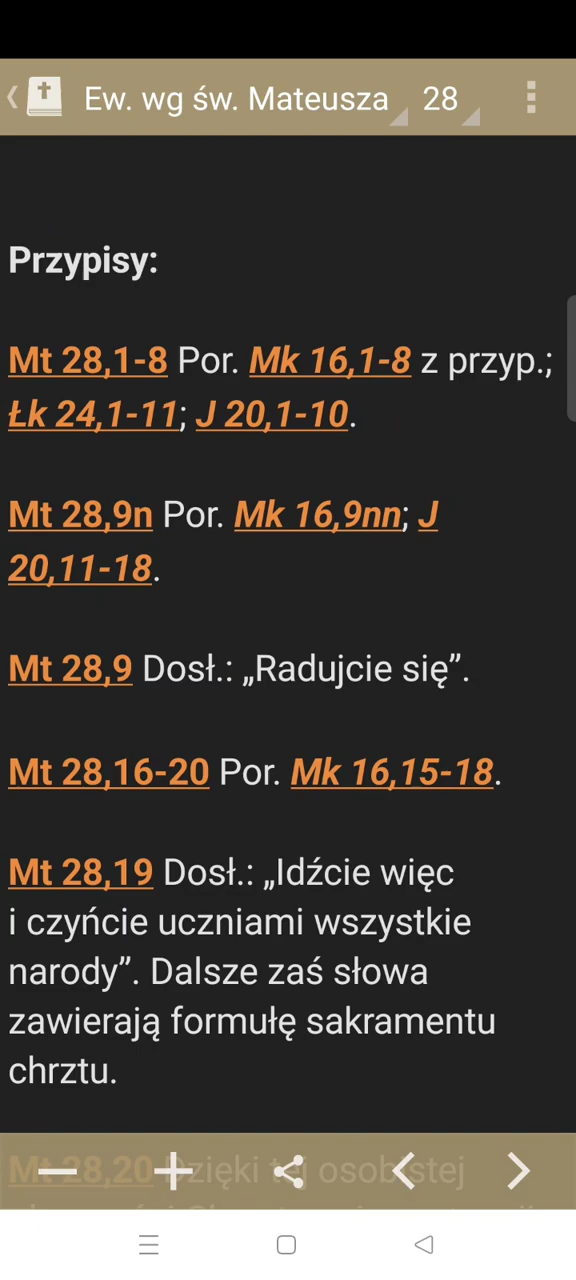 Ew. wg św. Mateusza 28
Przypisy:
Mt 28,1-8 Por. Mk 16,1-8 z przyp.;
Łk 24,1-11; J 20,1-10.
Mt 28,9n Por. Mk 16,9nn; J
20,11-18.
Mt 28,9 Dosł.: „Radujcie się”.
Mt 28,16-20 Por. Mk 16,15-18.
Mt 28,19 Dosł.: „Idźcie więc
i czyńcie uczniami wszystkie
narody”. Dalsze zaś słowa
zawierają formułę sakramentu
chrztu.
Mt 28,20 Dzięki tej osobistej